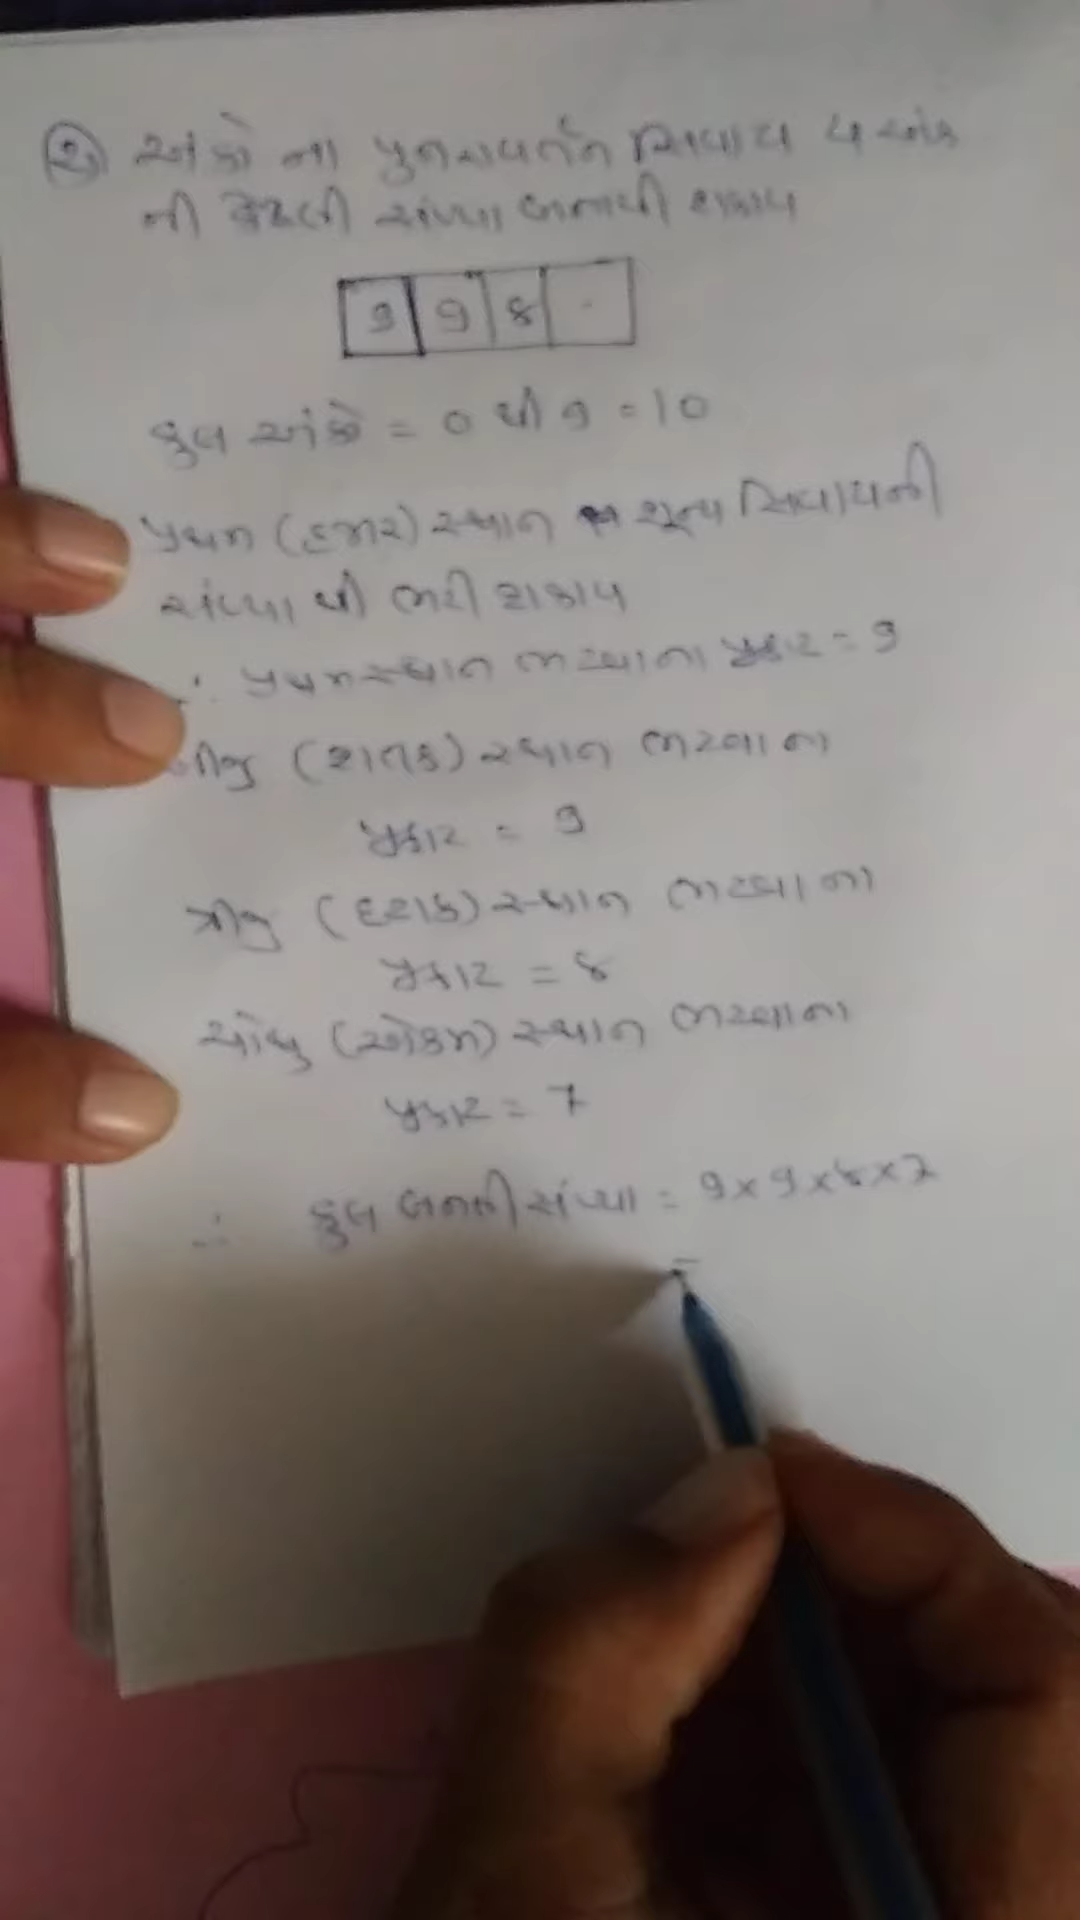 (૨) અંકો ના પુનરાવર્તન સિવાય ૪ અંક
ની કેટલી સંખ્યા બનાવી શકાય
9 9 8
કુલ અંકો = 0 થી 9 = 10
પ્રથમ (હજાર) સ્થાન શૂન્ય સિવાયની
સંખ્યા થી ભરી શકાય
∴ પ્રથમ સ્થાન ભરવાના પ્રકાર = 9
બીજુ (શતક) સ્થાન ભરવાના
પ્રકાર = 9
ત્રીજુ (દશક) સ્થાન ભરવાના
પ્રકાર = 8
ચોથુ (એકમ) સ્થાન ભરવાના
પ્રકાર = 7
∴ કુલ બનતી સંખ્યા = 9 × 9 × 8 × 7
=